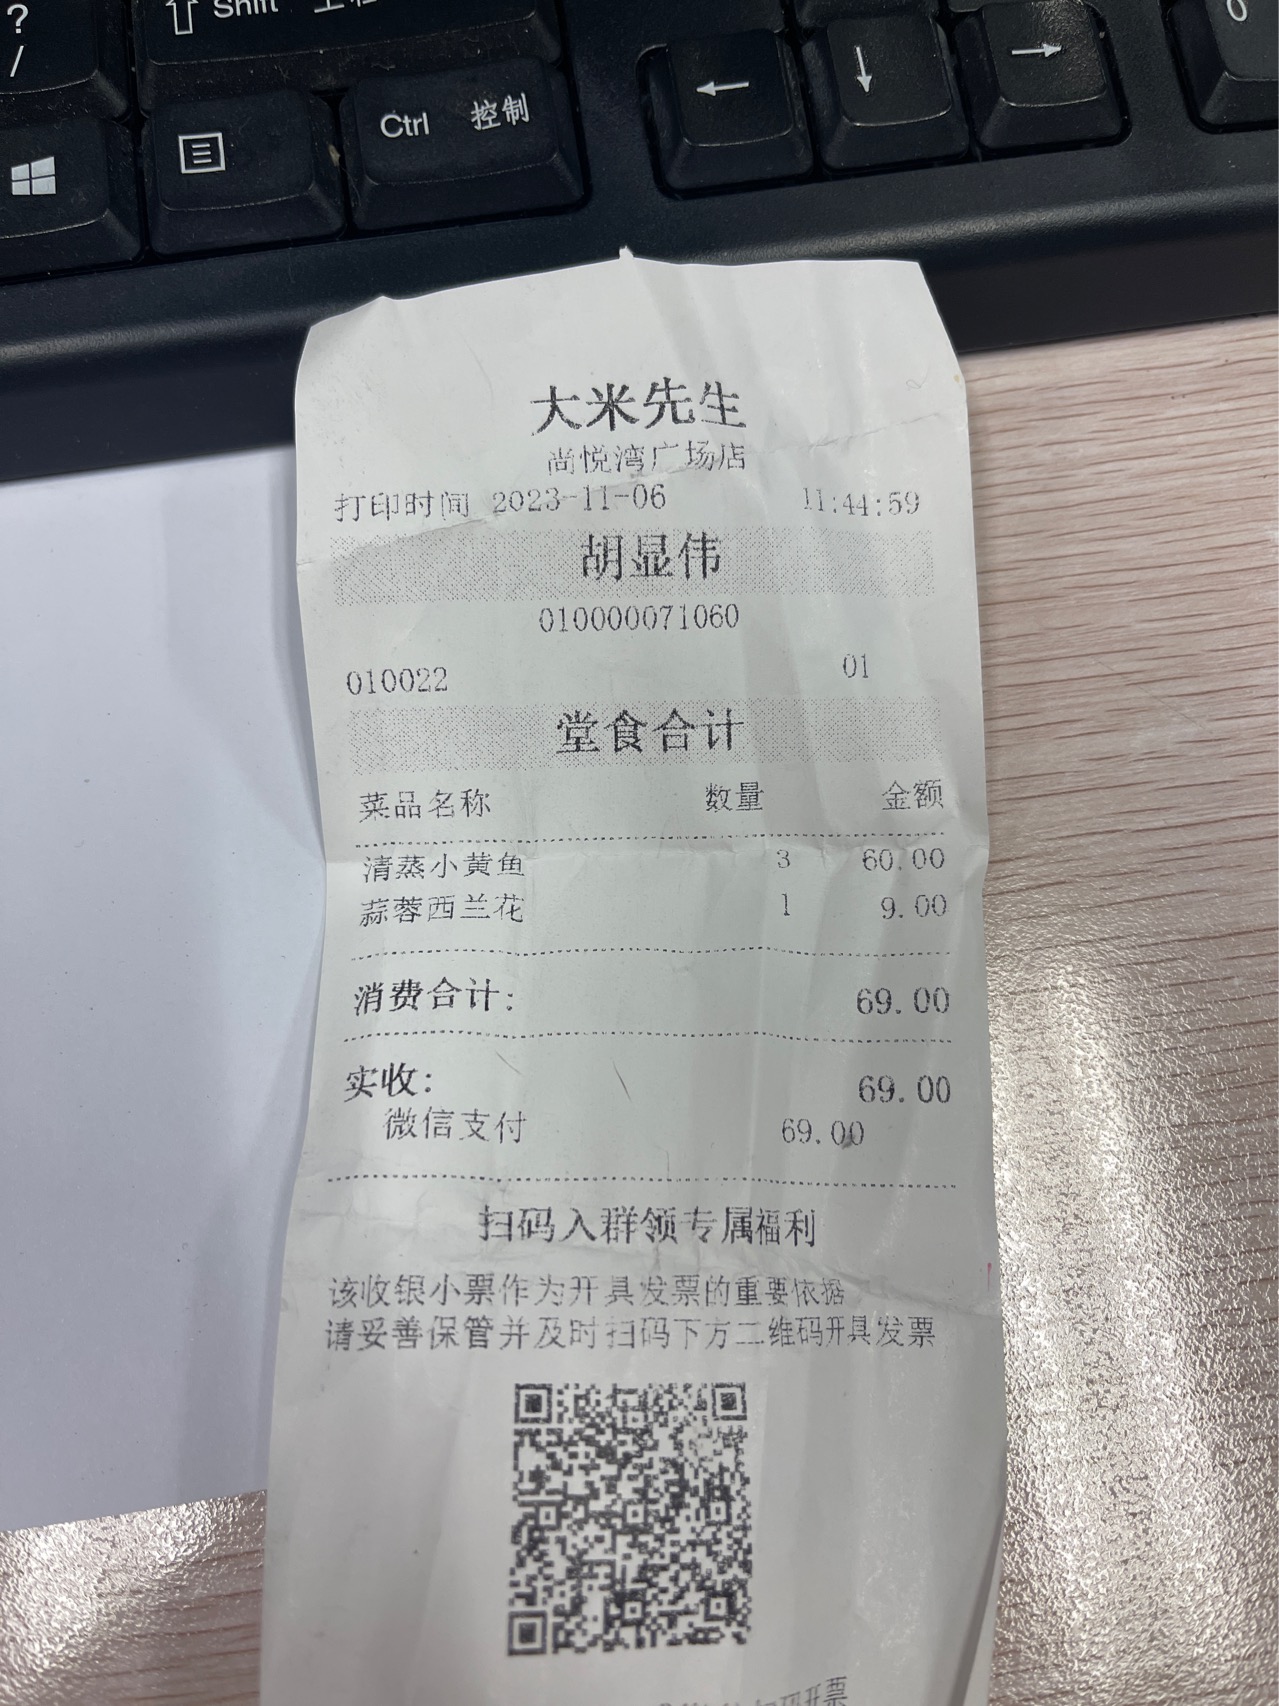 ?
/
Shift
Ctrl 控制
← ↓ →
0
大米先生
尚悦湾广场店
打印时间 2023-11-06 11:44:59
胡显伟
010000071060
010022 01
堂食合计
菜品名称 数量 金额
清蒸小黄鱼 3 60.00
蒜蓉西兰花 1 9.00
消费合计: 69.00
实收: 69.00
微信支付 69.00
扫码入群领专属福利
该收银小票作为开具发票的重要依据
请妥善保管并及时扫码下方二维码开具发票
扫码开票